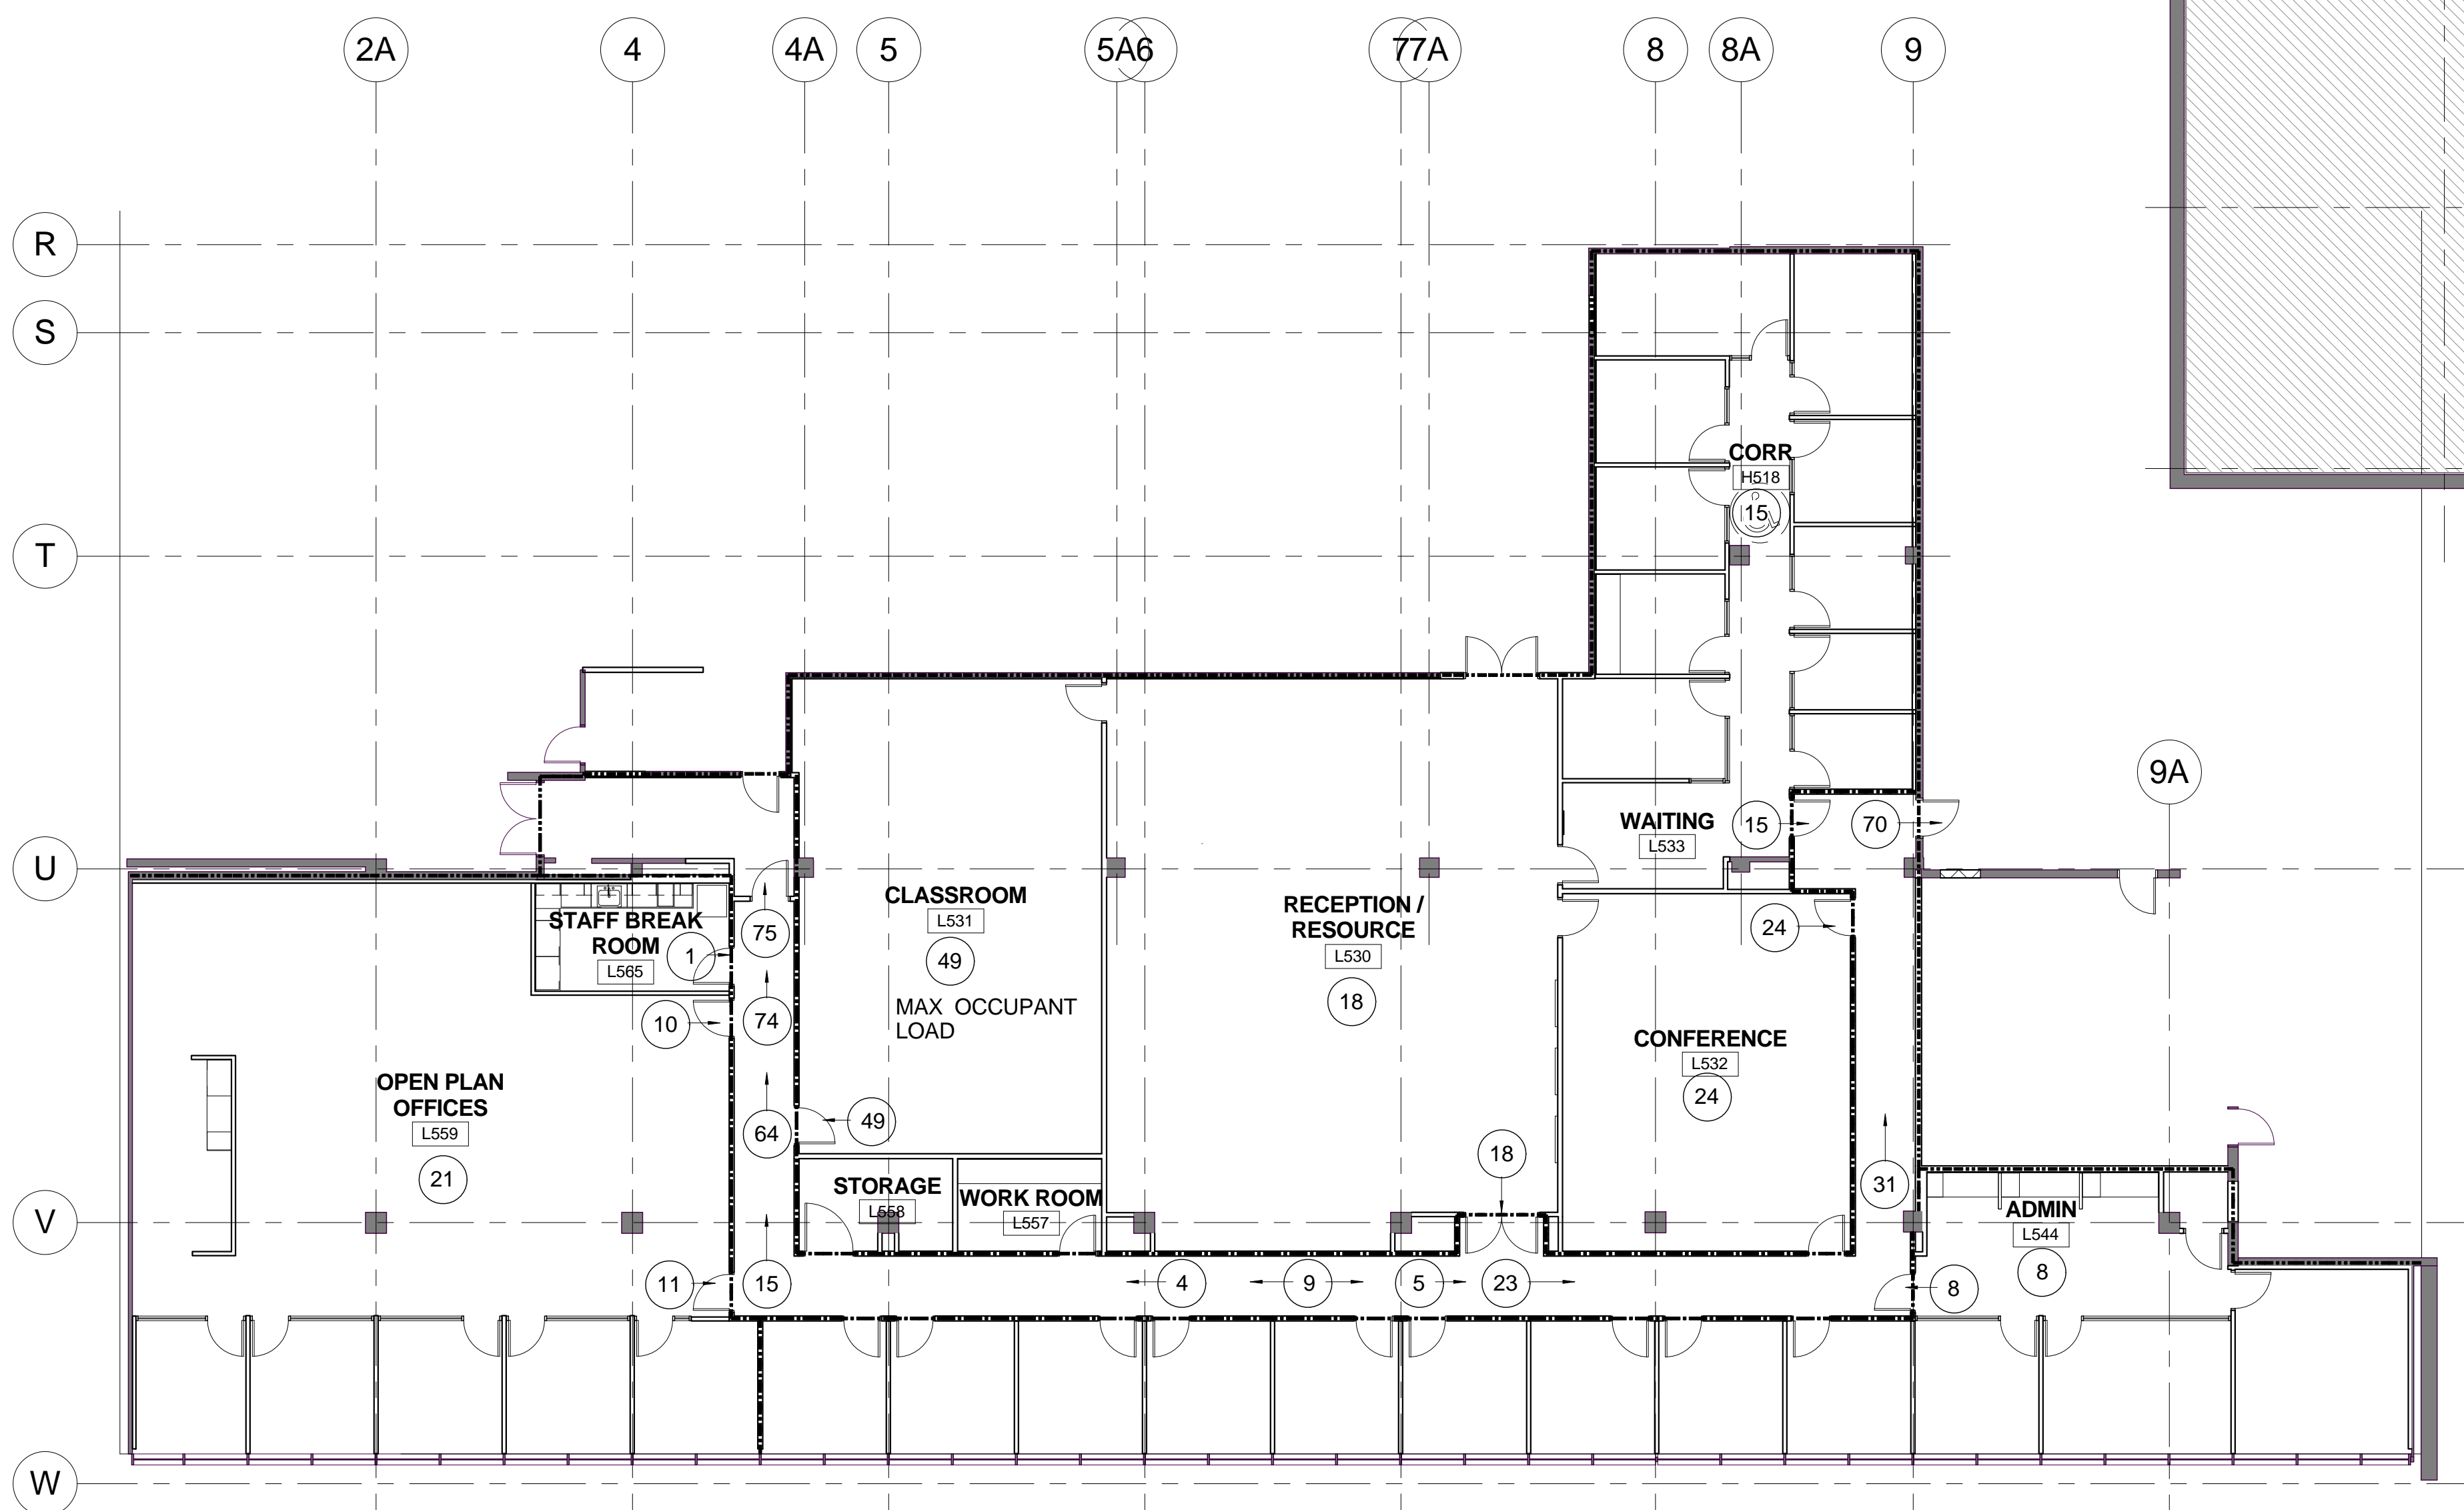 2A
4
4A
5
5A
6
7
7A
8
8A
9
R
S
CORR
H518
15
T
9A
WAITING
L533
15
70
U
CLASSROOM
L531
49
MAX OCCUPANT
LOAD
RECEPTION /
RESOURCE
L530
18
STAFF BREAK
ROOM
L565
1
75
24
10
74
CONFERENCE
L532
24
OPEN PLAN
OFFICES
L559
21
64
49
18
STORAGE
L558
WORK ROOM
L557
31
V
ADMIN
L544
8
11
15
4
9
5
23
8
W